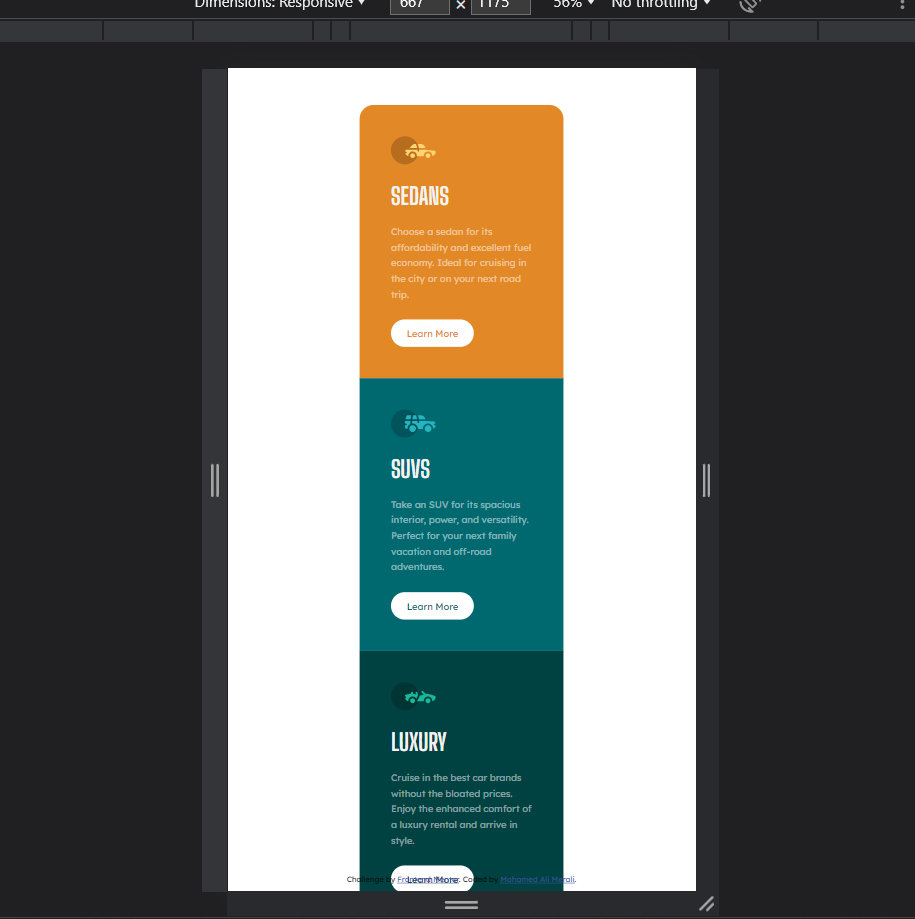 Dimensions: Responsive 667 × 1175 56% No throttling
SEDANS
Choose a sedan for its
affordability and excellent fuel
economy. Ideal for cruising in
the city or on your next road
trip.
Learn More
SUVS
Take an SUV for its spacious
interior, power, and versatility.
Perfect for your next family
vacation and off-road
adventures.
Learn More
LUXURY
Cruise in the best car brands
without the bloated prices.
Enjoy the enhanced comfort of
a luxury rental and arrive in
style.
Learn More
Challenge by Frontend Mentor. Coded by Mohamed Ali Merali.